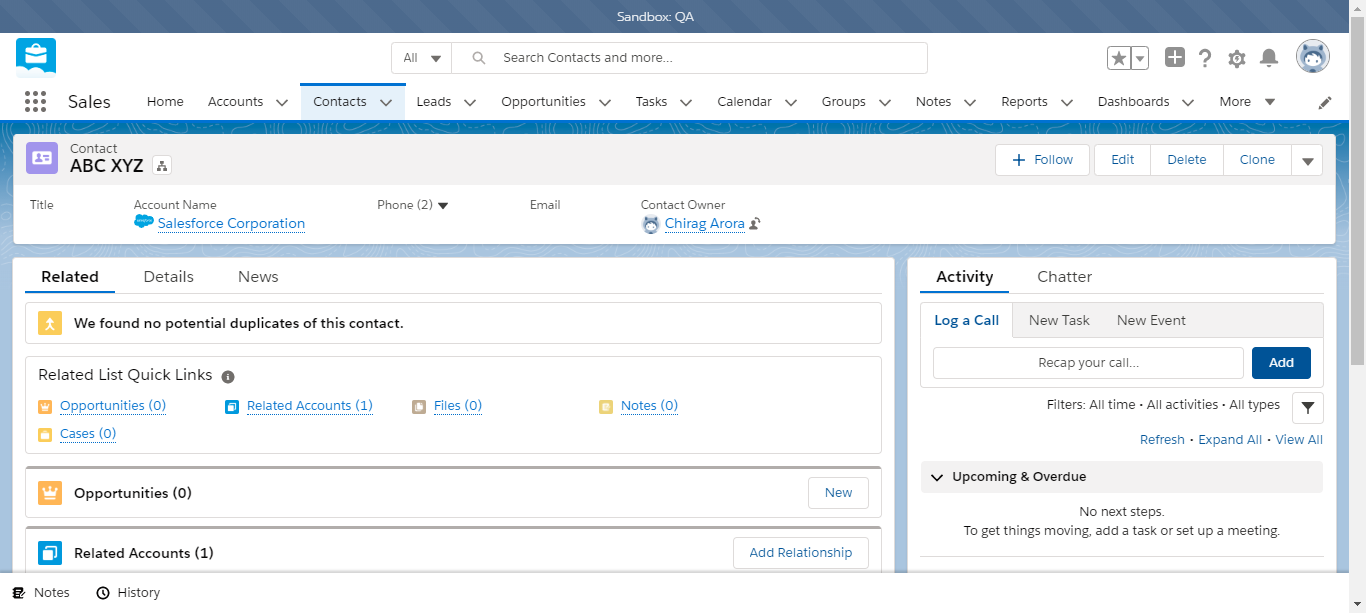 Sandbox: QA
All Search Contacts and more...
Sales Home Accounts Contacts Leads Opportunities Tasks Calendar Groups Notes Reports Dashboards More
Contact
ABC XYZ
Follow Edit Delete Clone
Title Account Name Phone (2) Email Contact Owner
Salesforce Corporation Chirag Arora
Related Details News
We found no potential duplicates of this contact.
Related List Quick Links
Opportunities (0) Related Accounts (1) Files (0) Notes (0)
Cases (0)
Opportunities (0) New
Related Accounts (1) Add Relationship
Activity Chatter
Log a Call New Task New Event
Recap your call... Add
Filters: All time • All activities • All types
Refresh • Expand All • View All
Upcoming & Overdue
No next steps.
To get things moving, add a task or set up a meeting.
Notes History